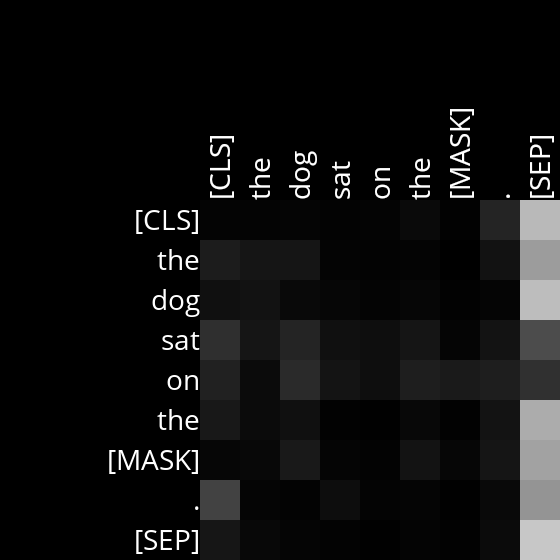 [CLS] the dog sat on the [MASK] . [SEP]
[CLS]
the
dog
sat
on
the
[MASK]
.
[SEP]